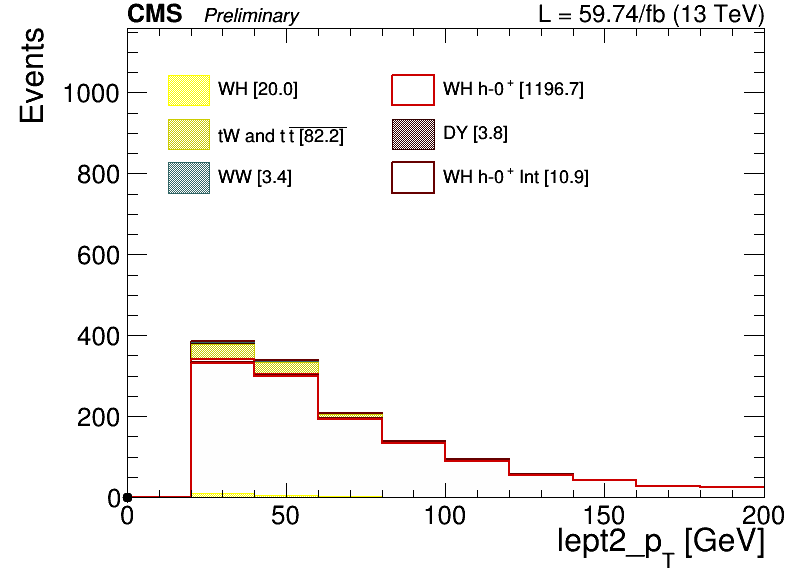 CMS Preliminary L = 59.74/fb (13 TeV)
Events
WH [20.0] WH h-0+ [1196.7]
tW and tt̅ [82.2] DY [3.8]
WW [3.4] WH h-0+ Int [10.9]
1000
800
600
400
200
0
0 50 100 150 200
lept2_pT [GeV]